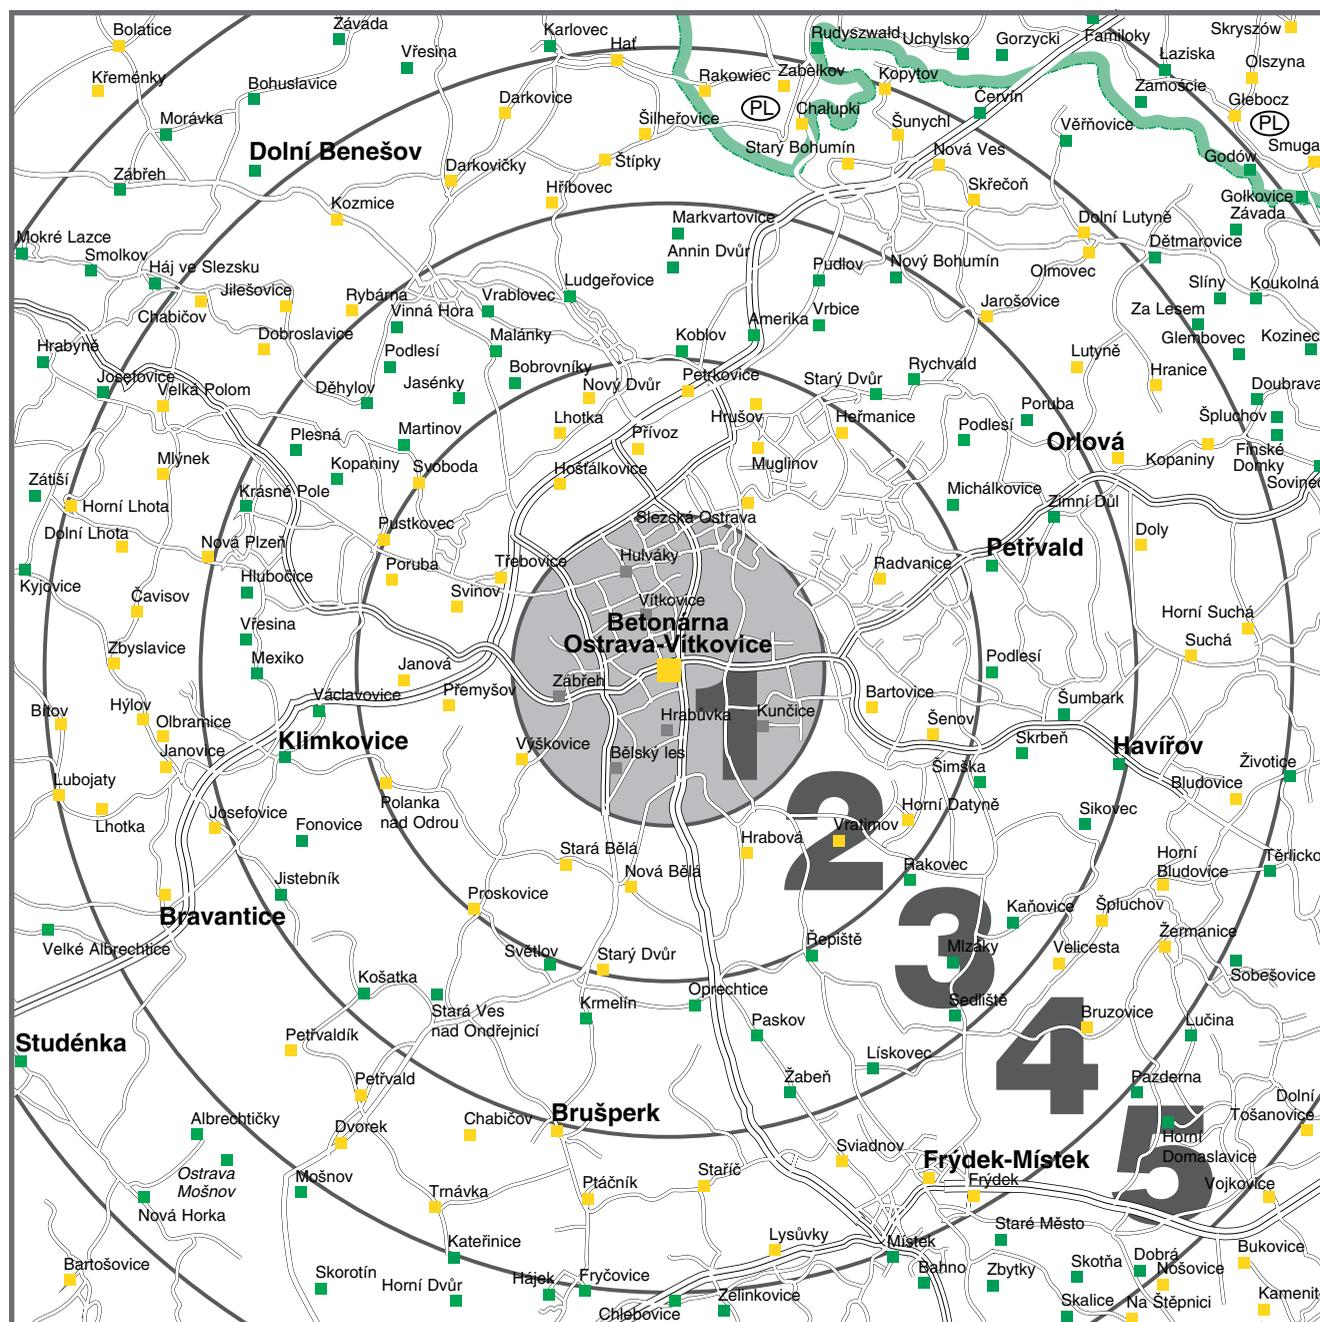 Bolatice
Závada
Karlovec
Hať
Rudyszwałd
Uchylsko
Gorzycki
Familoky
Skryszów
Vřesina
Łaziska
Olszyna
Křeménky
Bohuslavice
Darkovice
Rakowiec
Zabełkov
Kopytov
Červín
Zamoście
Głebocz
PL
PL
Morávka
Šilheřovice
Chałupki
Šunychl
Věřňovice
Smuga
Dolní Benešov
Štípky
Starý Bohumín
Nová Ves
Godów
Zábřeh
Darkovičky
Hříbovec
Skřečoň
Gołkovice
Kozmice
Markvartovice
Dolní Lutyně
Závada
Mokré Lazce
Annin Dvůr
Dětmarovice
Smolkov
Háj ve Slezsku
Ludgeřovice
Pudlov
Nový Bohumín
Olmovec
Jilešovice
Rybárna
Vrablovec
Slíny
Koukolná
Chabičov
Vinná Hora
Amerika
Vrbice
Jarošovice
Za Lesem
Dobroslavice
Malánky
Koblov
Glembovec
Kozinec
Hrabyně
Podlesí
Bobrovníky
Rychvald
Lutyně
Josefovice
Velká Polom
Děhylov
Jasénky
Nový Dvůr
Petřkovice
Starý Dvůr
Hranice
Doubrava
Lhotka
Hrušov
Heřmanice
Poruba
Podlesí
Špluchov
Plesná
Martinov
Přívoz
Orlová
Mlýnek
Kopaniny
Svoboda
Hošťálkovice
Muglinov
Kopaniny
Finské
Domky
Zátiší
Krásné Pole
Michálkovice
Zimní Důl
Horní Lhota
Slezská Ostrava
Dolní Lhota
Pustkovec
Doly
Nová Plzeň
Hulváky
Petřvald
Kyjovice
Hlubočice
Poruba
Třebovice
Radvanice
Čavisov
Svinov
Vítkovice
Horní Suchá
Vřesina
Betonárna
Ostrava-Vítkovice
Suchá
Zbyslavice
Mexiko
Janová
Podlesí
Václavovice
Přemyšov
Zábřeh
1
Bartovice
Šumbark
Bítov
Hýlov
Olbramice
Hrabůvka
Kunčice
Šenov
Klimkovice
Janovice
Výškovice
Bělský les
Skrbeň
Havířov
Lubojaty
Šimška
Životice
Bludovice
Lhotka
Josefovice
Polanka
nad Odrou
2
Horní Datyně
Fonovice
Hrabová
Vratimov
Sikovec
Stará Bělá
Horní
Bludovice
Těrlicko
Jistebník
Nová Bělá
Rakovec
Bravantice
Proskovice
3
Kaňovice
Špluchov
Velké Albrechtice
Světlov
Starý Dvůr
Řepiště
Mlzáky
Velicesta
Žermanice
Košatka
Sobešovice
Stará Ves
nad Ondřejnicí
Krmelín
Oprechtice
Sedliště
4
Bruzovice
Studénka
Petřvaldík
Paskov
Lučina
Lískovec
Petřvald
Žabeň
Pazderna
Albrechtičky
Chabičov
Brušperk
5
Dolní
Tošanovice
Dvorek
Horní
Domaslavice
Ostrava
Mošnov
Mošnov
Sviadnov
Frýdek-Místek
Nová Horka
Trnávka
Ptáčník
Staříč
Frýdek
Vojkovice
Staré Město
Kateřinice
Lysůvky
Místek
Bartošovice
Skotňa
Dobrá
Bukovice
Skorotín
Horní Dvůr
Hájek
Fryčovice
Bahno
Zbytky
Nošovice
Chlebovice
Zelinkovice
Skalice
Na Štěpnici